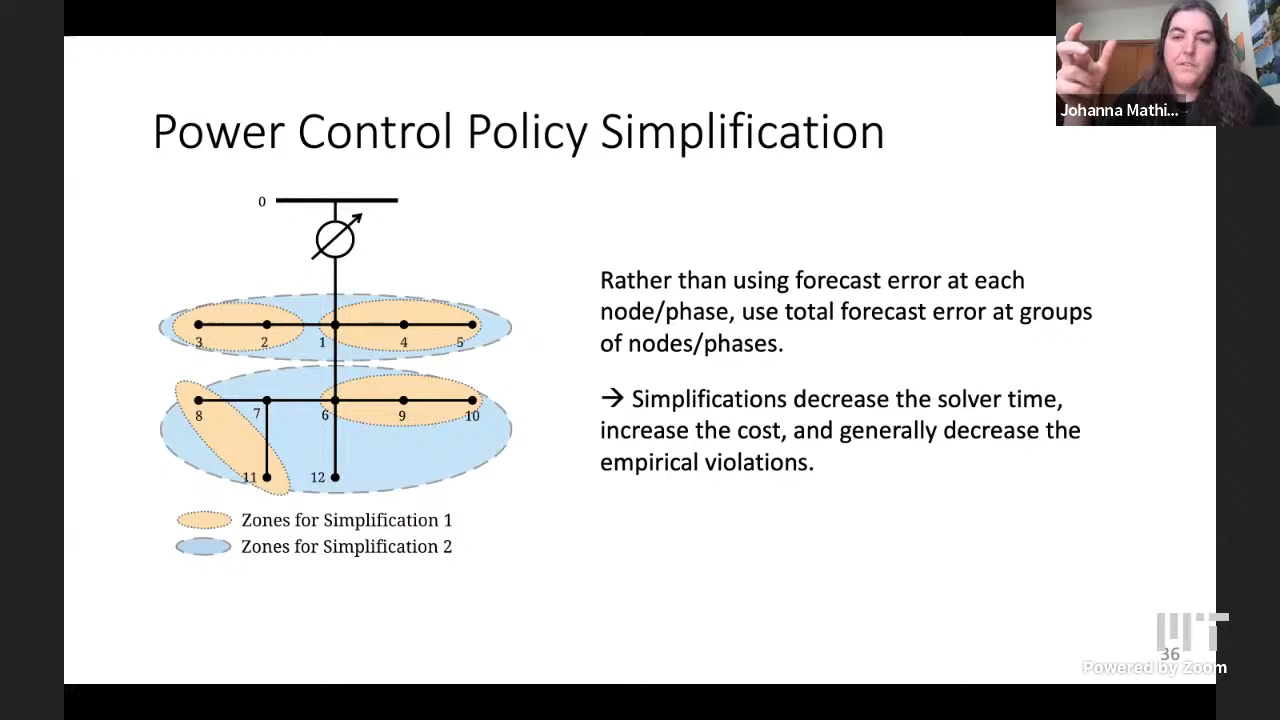 Johanna Mathi...
Power Control Policy Simplification
0
3 2 1 4 5
8 7 6 9 10
11 12
Zones for Simplification 1
Zones for Simplification 2
Rather than using forecast error at each
node/phase, use total forecast error at groups
of nodes/phases.
→ Simplifications decrease the solver time,
increase the cost, and generally decrease the
empirical violations.
MIT
36
Powered by Zoom